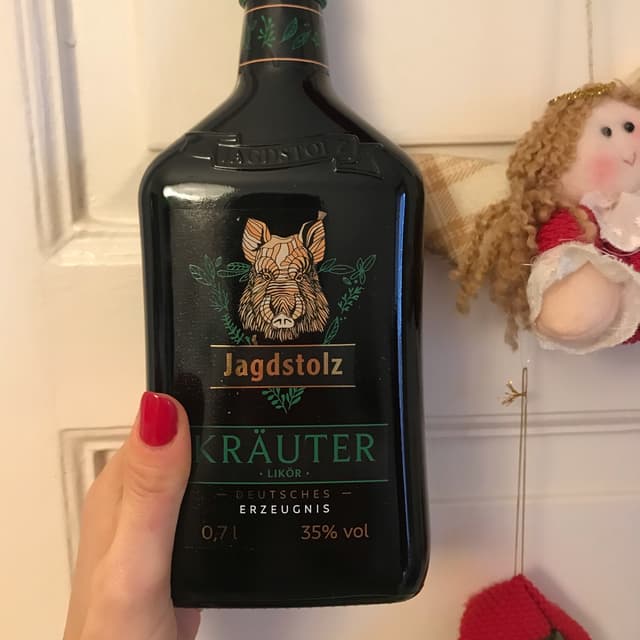 JAGDSTOLZ
Jagdstolz
KRÄUTER
· LIKÖR ·
— DEUTSCHES —
ERZEUGNIS
0,7 l 35% vol